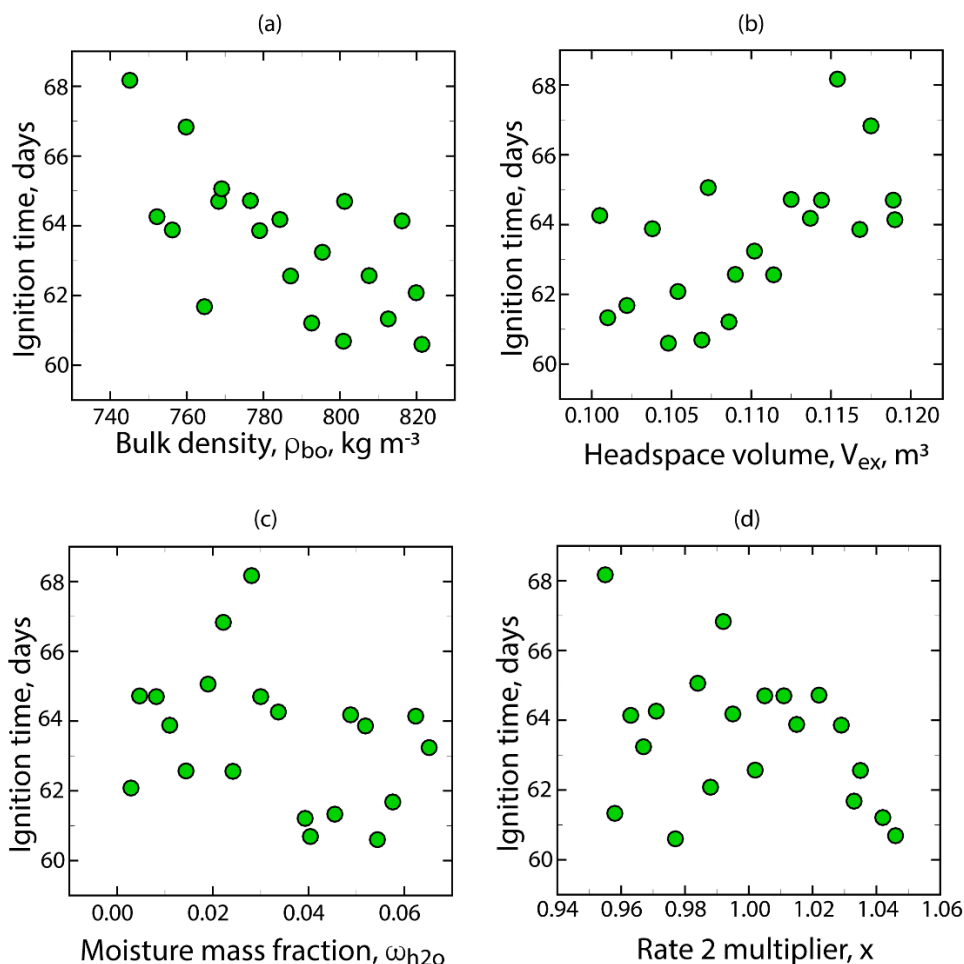 (a)
Ignition time, days
68
66
64
62
60
740 760 780 800 820
Bulk density, ρbo, kg m⁻³
(b)
Ignition time, days
68
66
64
62
60
0.100 0.105 0.110 0.115 0.120
Headspace volume, Vex, m³
(c)
Ignition time, days
68
66
64
62
60
0.00 0.02 0.04 0.06
Moisture mass fraction, ωh2o
(d)
Ignition time, days
68
66
64
62
60
0.94 0.96 0.98 1.00 1.02 1.04 1.06
Rate 2 multiplier, x